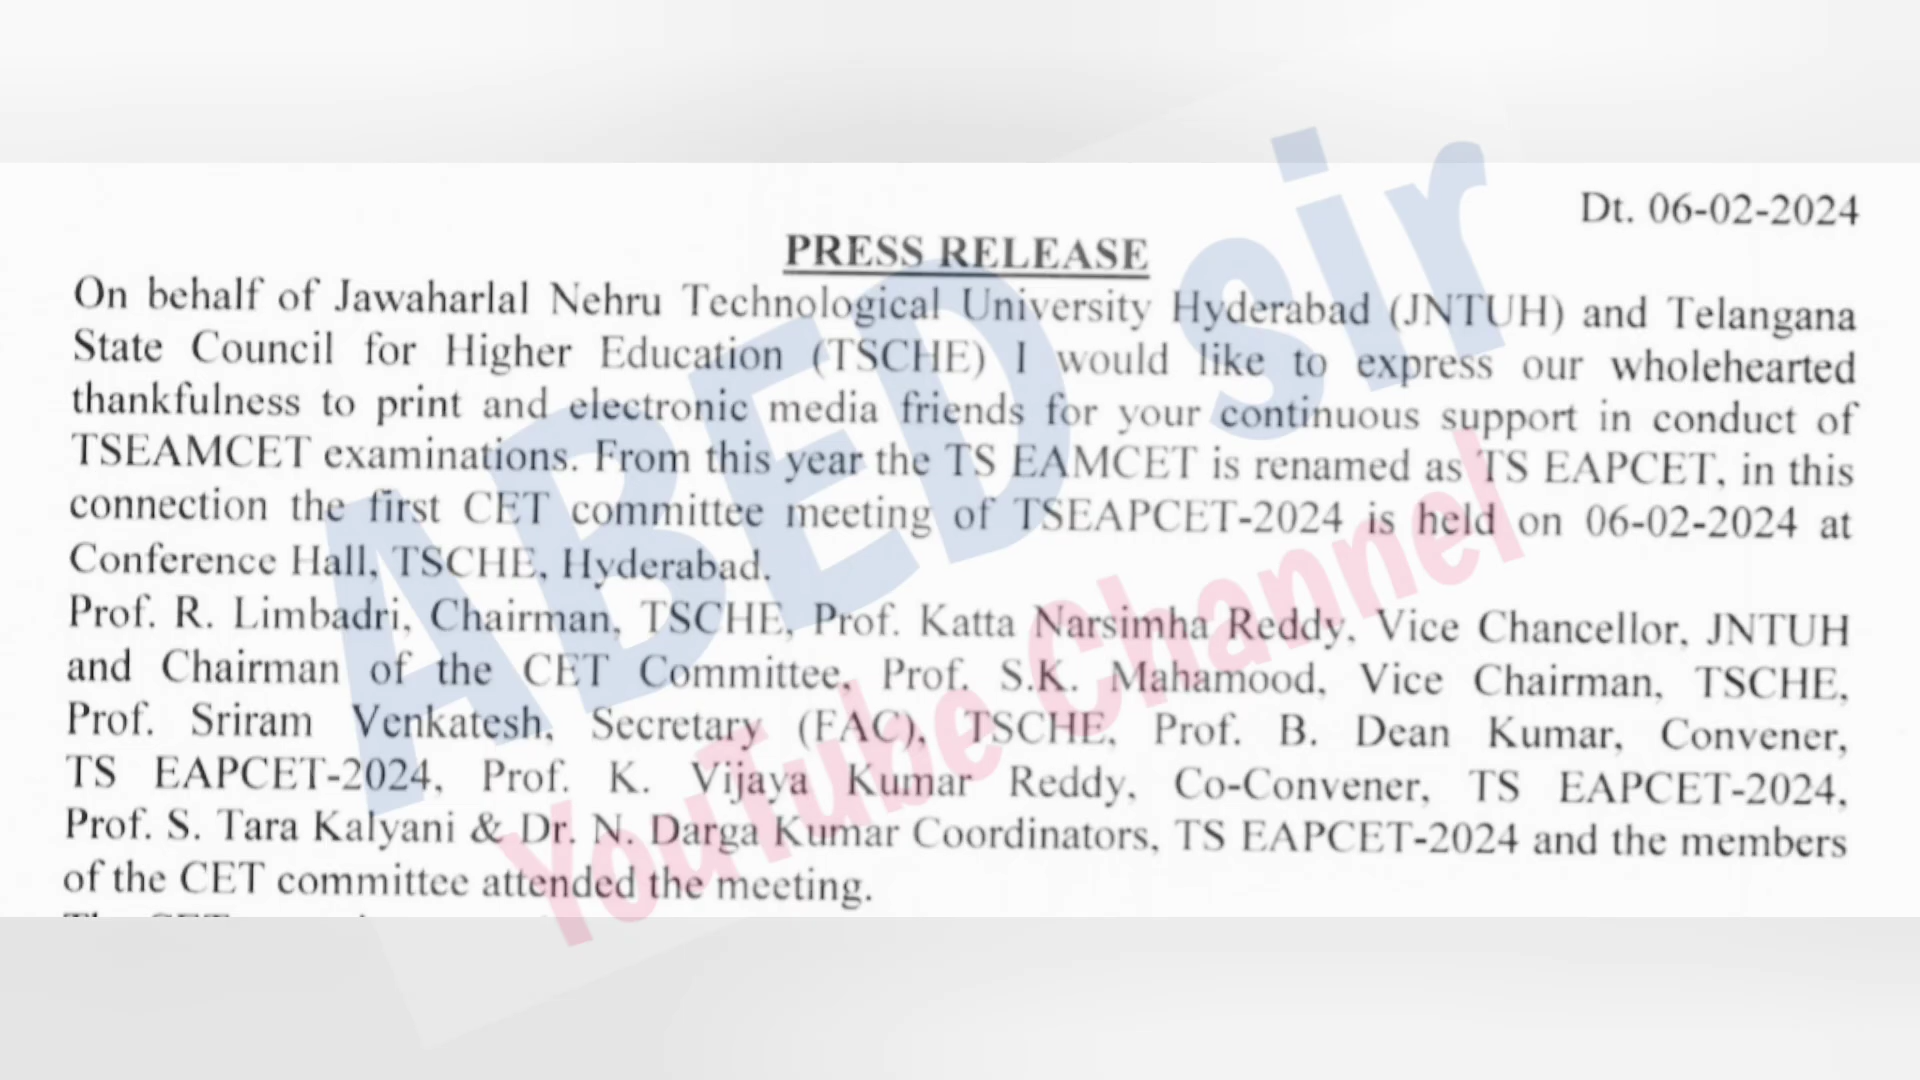 Dt. 06-02-2024
PRESS RELEASE
On behalf of Jawaharlal Nehru Technological University Hyderabad (JNTUH) and Telangana
State Council for Higher Education (TSCHE) I would like to express our wholehearted
thankfulness to print and electronic media friends for your continuous support in conduct of
TSEAMCET examinations. From this year the TS EAMCET is renamed as TS EAPCET, in this
connection the first CET committee meeting of TSEAPCET-2024 is held on 06-02-2024 at
Conference Hall, TSCHE, Hyderabad.
Prof. R. Limbadri, Chairman, TSCHE, Prof. Katta Narsimha Reddy, Vice Chancellor, JNTUH
and Chairman of the CET Committee, Prof. S.K. Mahamood, Vice Chairman, TSCHE,
Prof. Sriram Venkatesh, Secretary (FAC), TSCHE, Prof. B. Dean Kumar, Convener,
TS EAPCET-2024, Prof. K. Vijaya Kumar Reddy, Co-Convener, TS EAPCET-2024,
Prof. S. Tara Kalyani & Dr. N. Darga Kumar Coordinators, TS EAPCET-2024 and the members
of the CET committee attended the meeting.
ABED sir
YouTube Channel